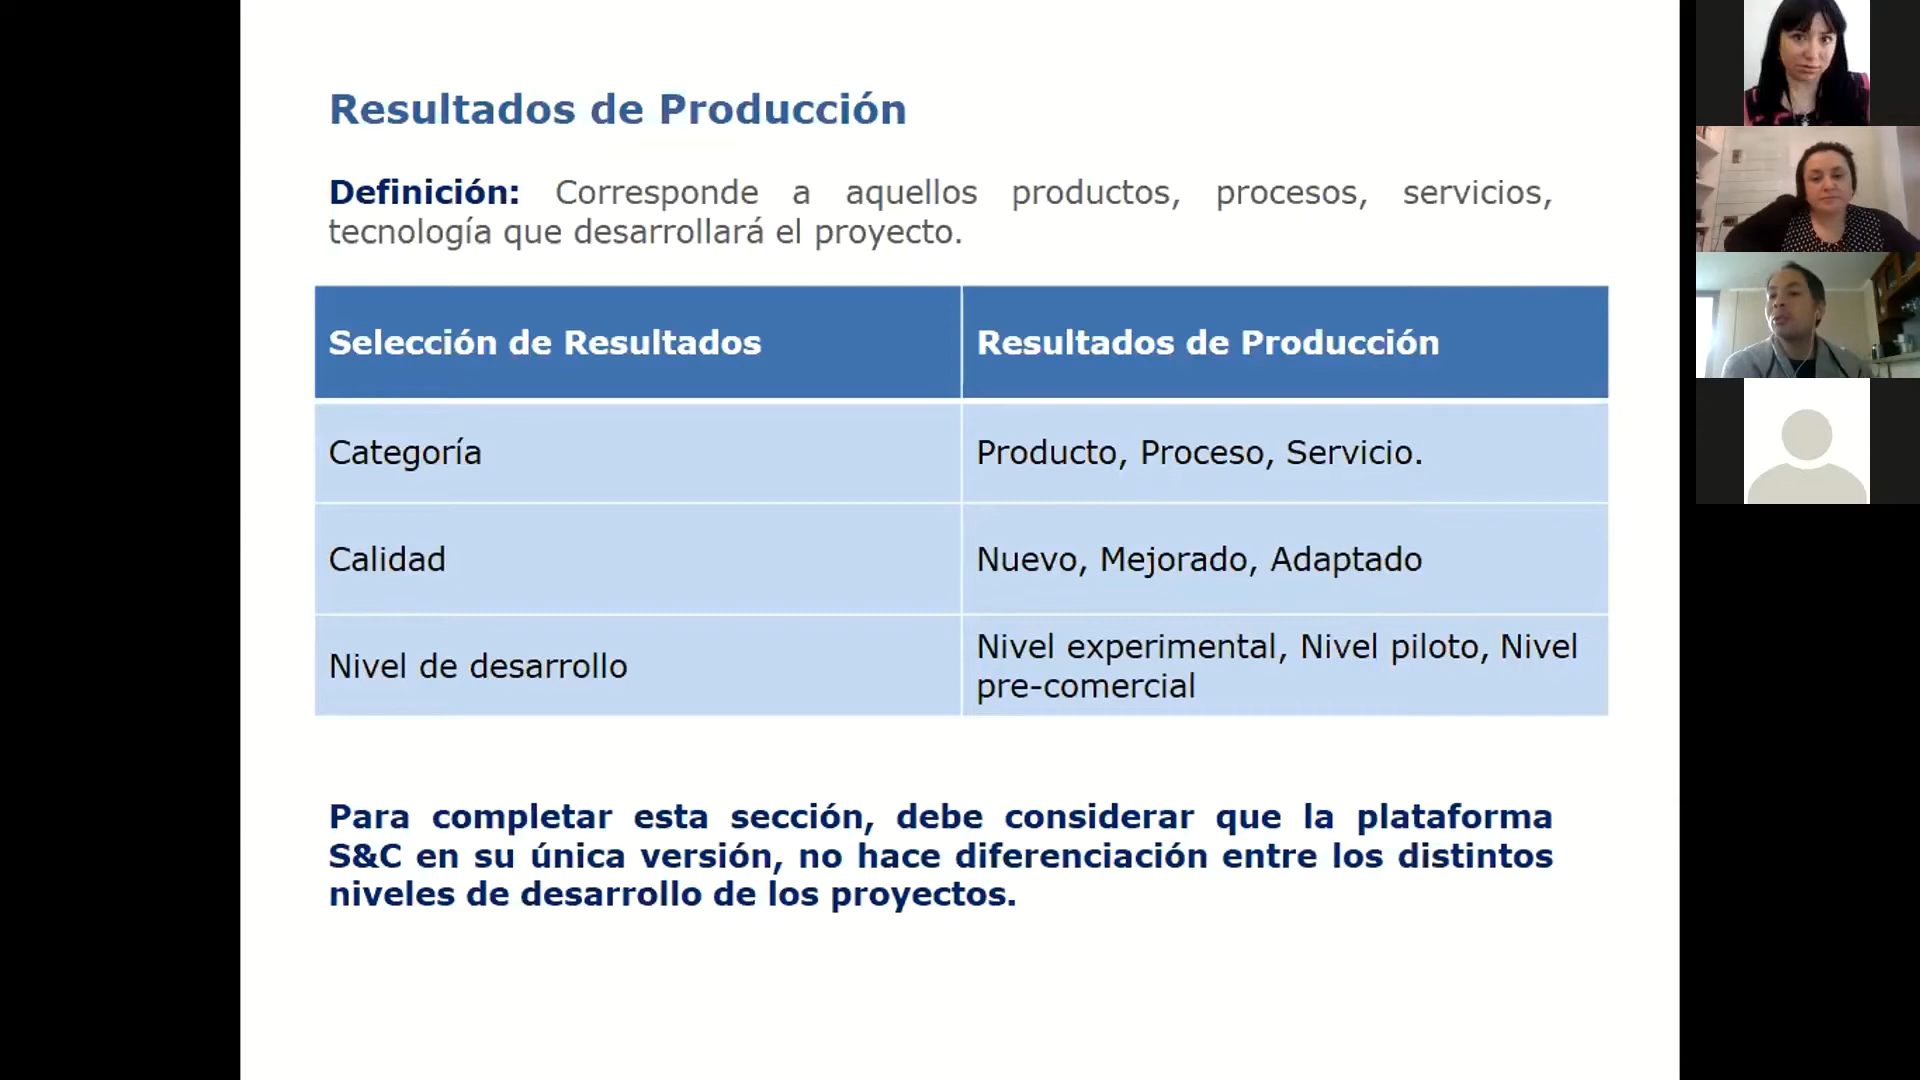 Resultados de Producción
Definición: Corresponde a aquellos productos, procesos, servicios,
tecnología que desarrollará el proyecto.
Selección de Resultados
Resultados de Producción
Categoría
Producto, Proceso, Servicio.
Calidad
Nuevo, Mejorado, Adaptado
Nivel de desarrollo
Nivel experimental, Nivel piloto, Nivel
pre-comercial
Para completar esta sección, debe considerar que la plataforma
S&C en su única versión, no hace diferenciación entre los distintos
niveles de desarrollo de los proyectos.